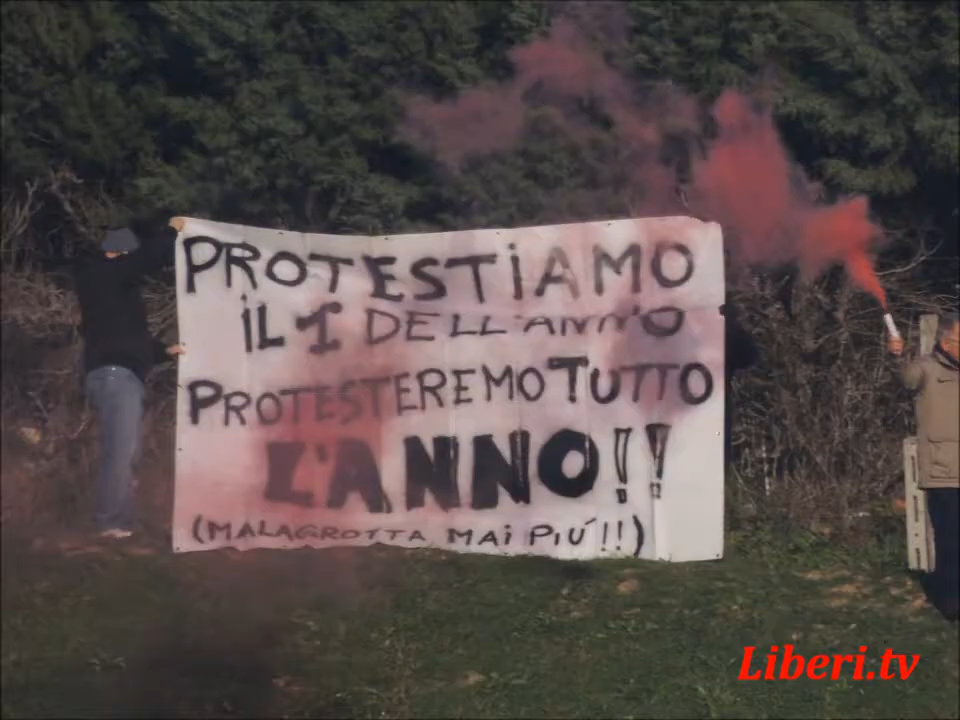 PROTESTiAMO
iL 1 DELL'ANNO
PROTESTEREMO TUTTO
L'ANNO!!
(MALAGROTTA MAi PIÚ!!)
Liberi.tv